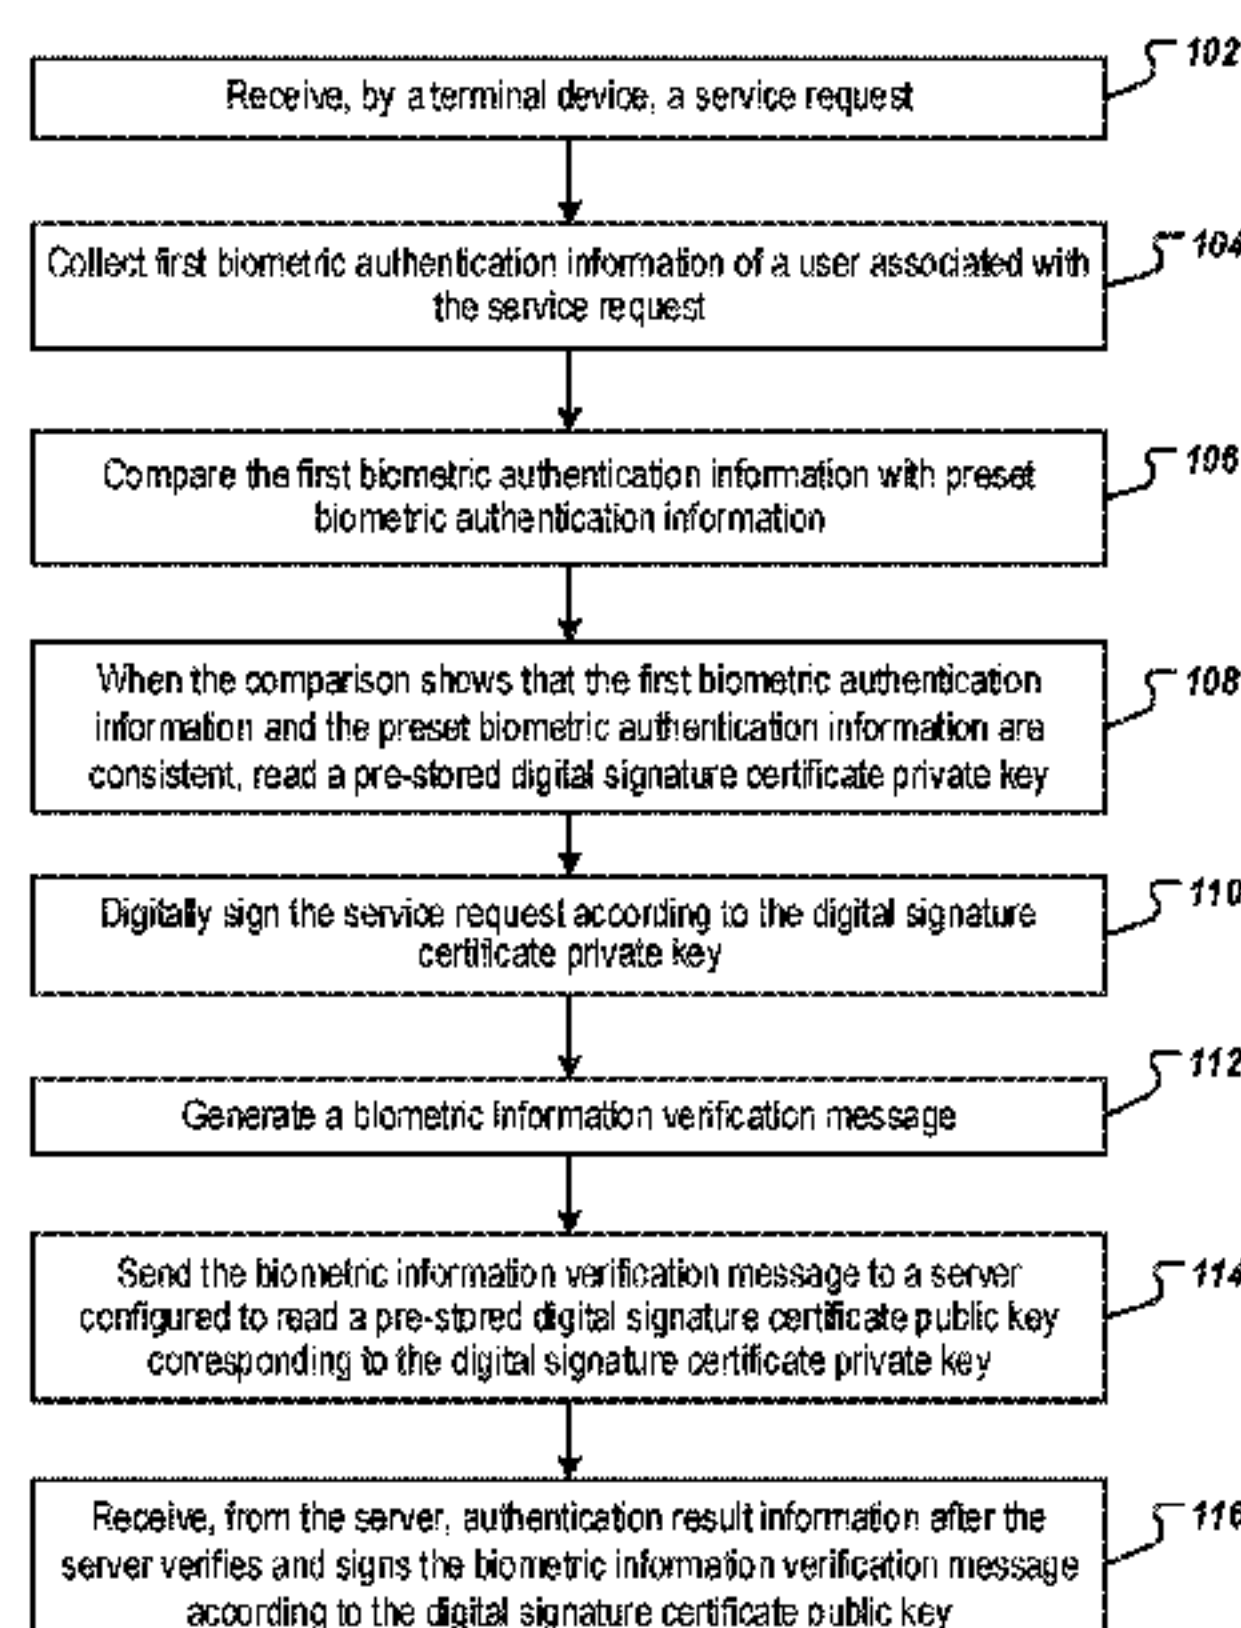 102
Receive, by a terminal device, a service request
104
Collect first biometric authentication information of a user associated with
the service request
106
Compare the first biometric authentication information with preset
biometric authentication information
108
When the comparison shows that the first biometric authentication
information and the preset biometric authentication information are
consistent, read a pre-stored digital signature certificate private key
110
Digitally sign the service request according to the digital signature
certificate private key
112
Generate a biometric information verification message
114
Send the biometric information verification message to a server
configured to read a pre-stored digital signature certificate public key
corresponding to the digital signature certificate private key
116
Receive, from the server, authentication result information after the
server verifies and signs the biometric information verification message
according to the digital signature certificate public key